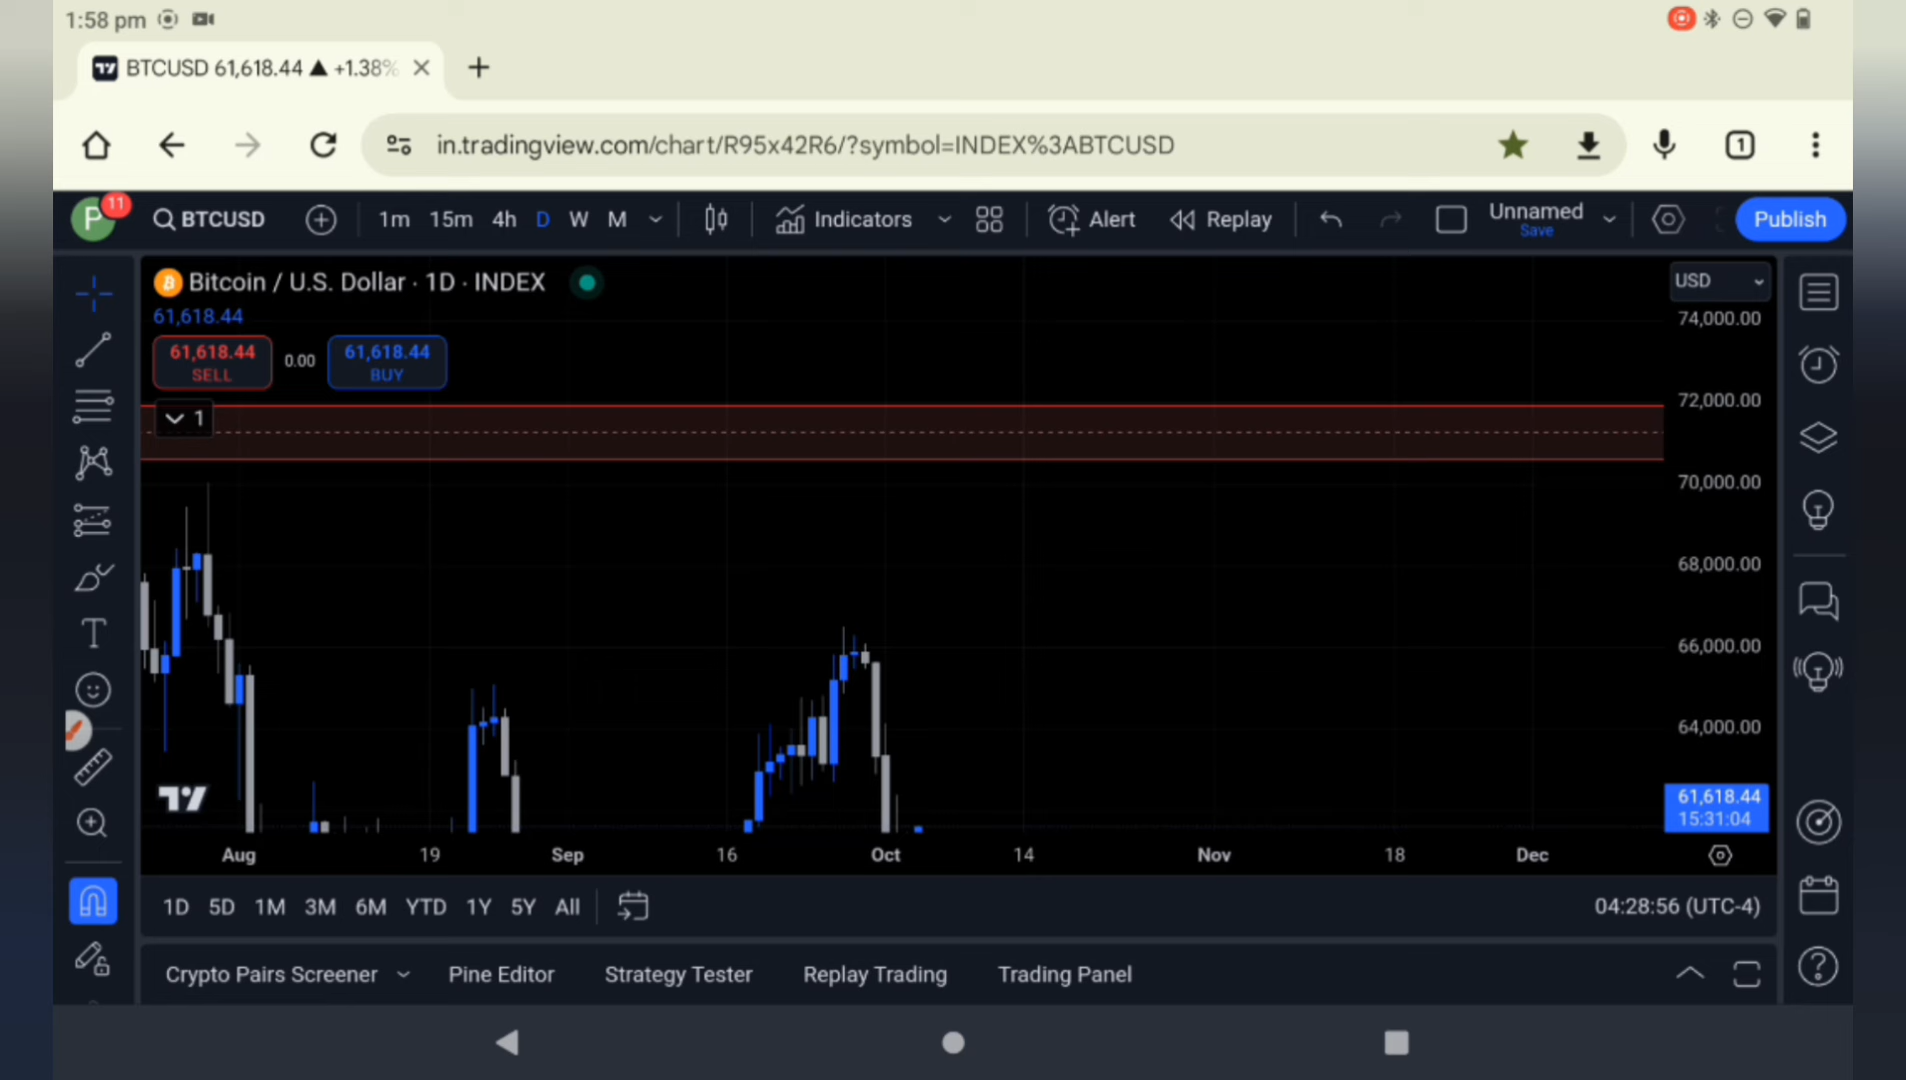 1:58 pm
BTCUSD 61,618.44 ▲ +1.38%
in.tradingview.com/chart/R95x42R6/?symbol=INDEX%3ABTCUSD
1
P
11
BTCUSD
1m 15m 4h D W M
Indicators
Alert
Replay
Unnamed
Save
Publish
Bitcoin / U.S. Dollar · 1D · INDEX
61,618.44
61,618.44
SELL
0.00
61,618.44
BUY
1
USD
74,000.00
72,000.00
70,000.00
68,000.00
66,000.00
64,000.00
61,618.44
15:31:04
Aug 19 Sep 16 Oct 14 Nov 18 Dec
1D 5D 1M 3M 6M YTD 1Y 5Y All
04:28:56 (UTC-4)
Crypto Pairs Screener Pine Editor Strategy Tester Replay Trading Trading Panel